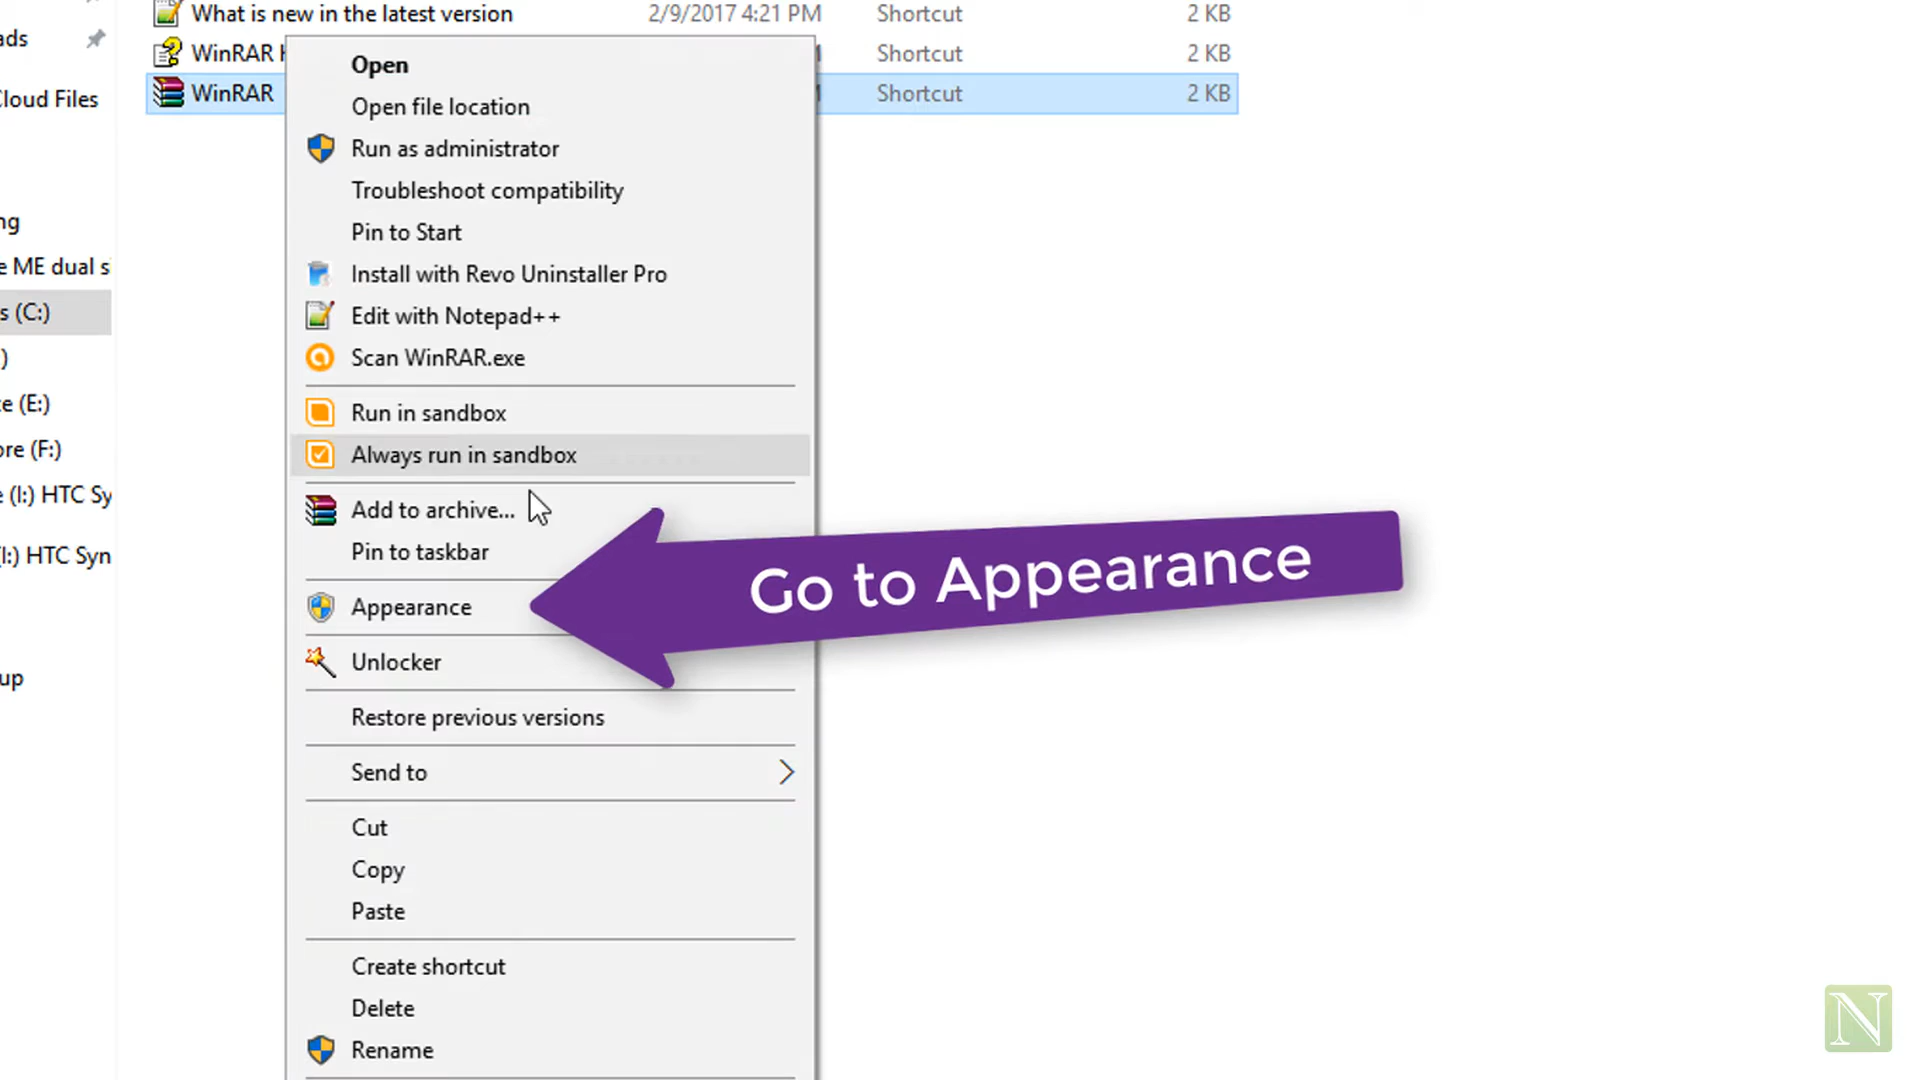 What is new in the latest version 2/9/2017 4:21 PM Shortcut 2 KB
ads
WinRAR Shortcut 2 KB
WinRAR Shortcut 2 KB
Cloud Files
ng
e ME dual s
s (C:)
)
te (E:)
ore (F:)
e (I:) HTC Sy
(I:) HTC Syn
up
Open
Open file location
Run as administrator
Troubleshoot compatibility
Pin to Start
Install with Revo Uninstaller Pro
Edit with Notepad++
Scan WinRAR.exe
Run in sandbox
Always run in sandbox
Add to archive...
Pin to taskbar
Appearance
Unlocker
Restore previous versions
Send to
Cut
Copy
Paste
Create shortcut
Delete
Rename
Go to Appearance
N